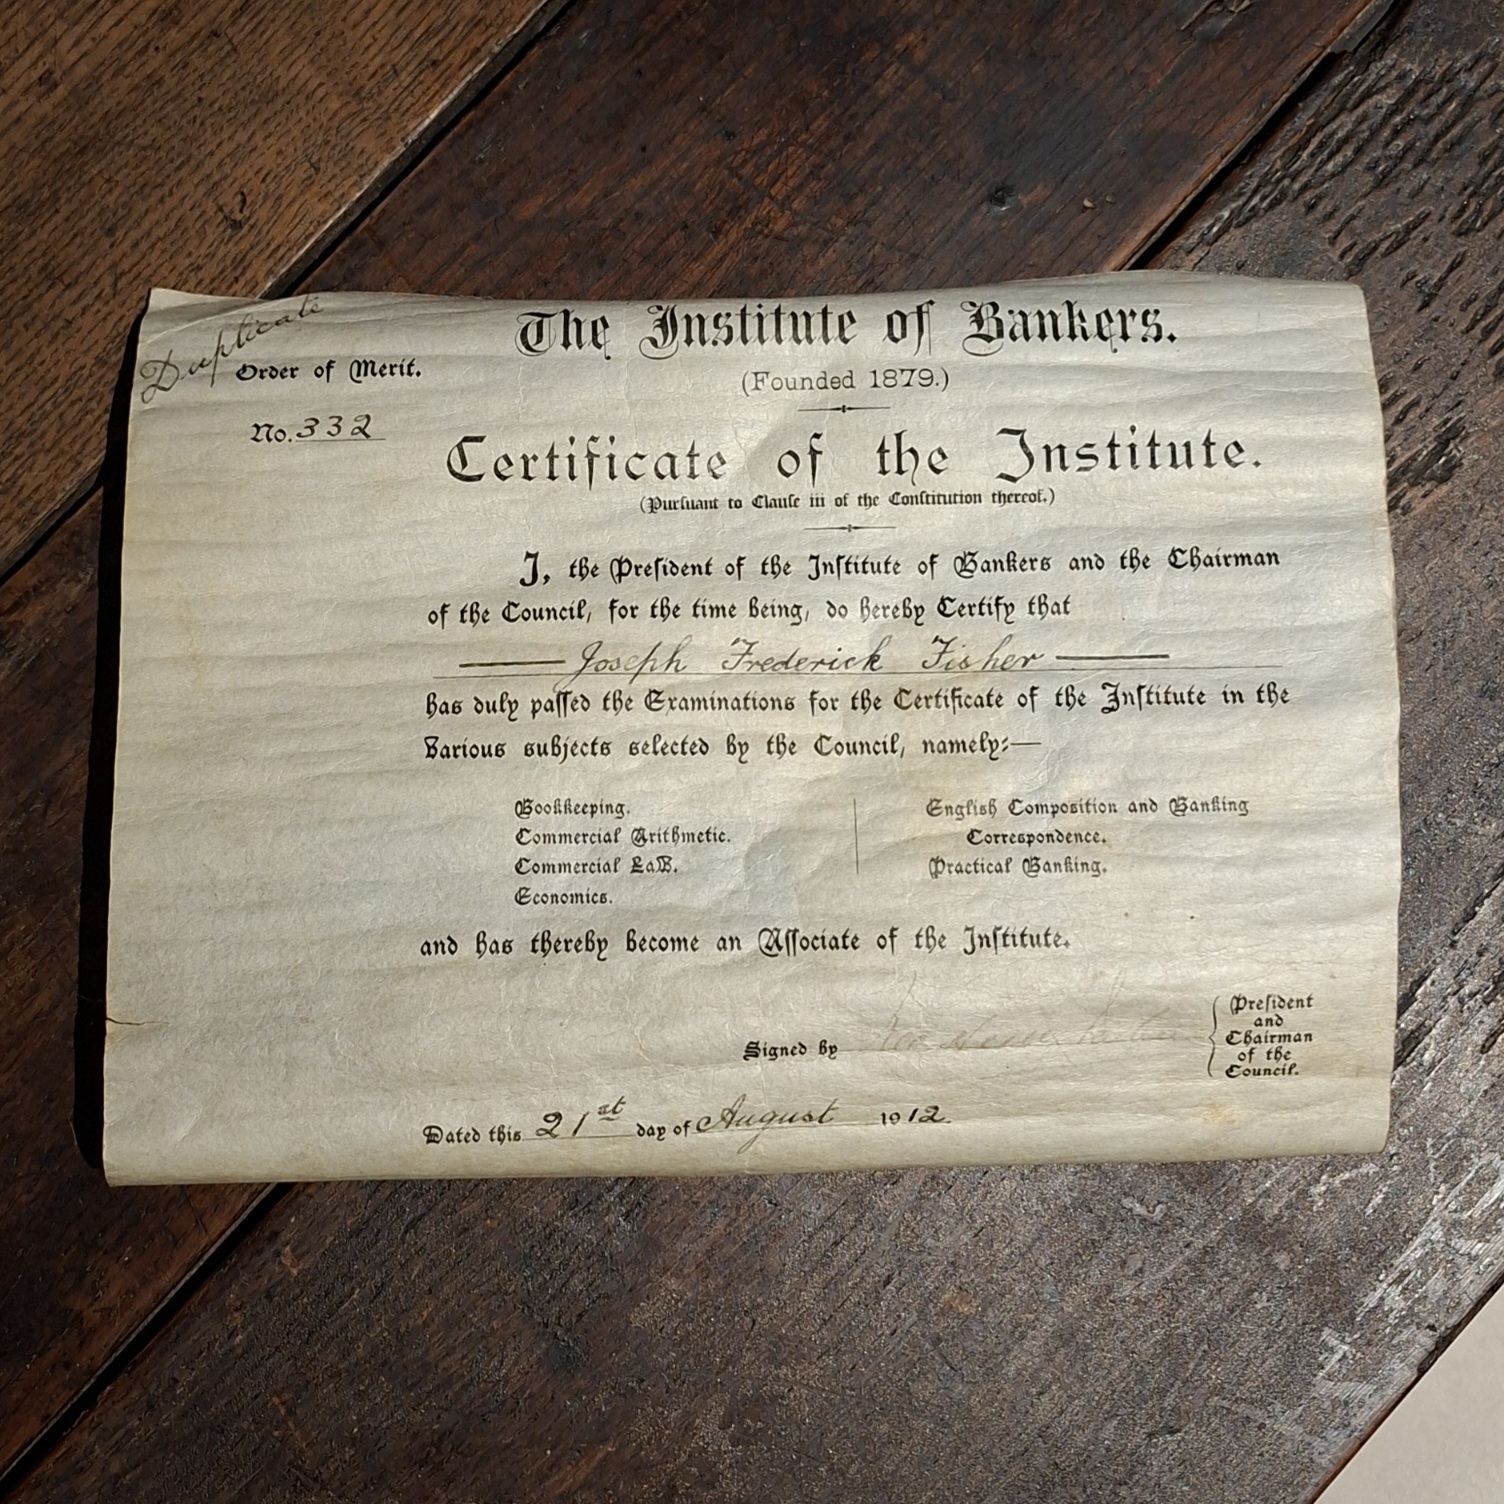 Duplicate
The Institute of Bankers.
(Founded 1879.)
Order of Merit.
No. 332
Certificate of the Institute.
(Purſuant to Clauſe iii of the Conſtitution thereof.)
I, the Preſident of the Inſtitute of Bankers and the Chairman
of the Council, for the time being, do hereby Certify that
Joseph Frederick Fisher
has duly paſſed the Examinations for the Certificate of the Inſtitute in the
various subjects selected by the Council, namely:—
Bookkeeping.
Commercial Arithmetic.
Commercial Law.
Economics.
English Composition and Banking
Correspondence.
Practical Banking.
and has thereby become an Aſſociate of the Inſtitute.
Signed by
Preſident
and
Chairman
of the
Council.
Dated this 21st day of August 1912.